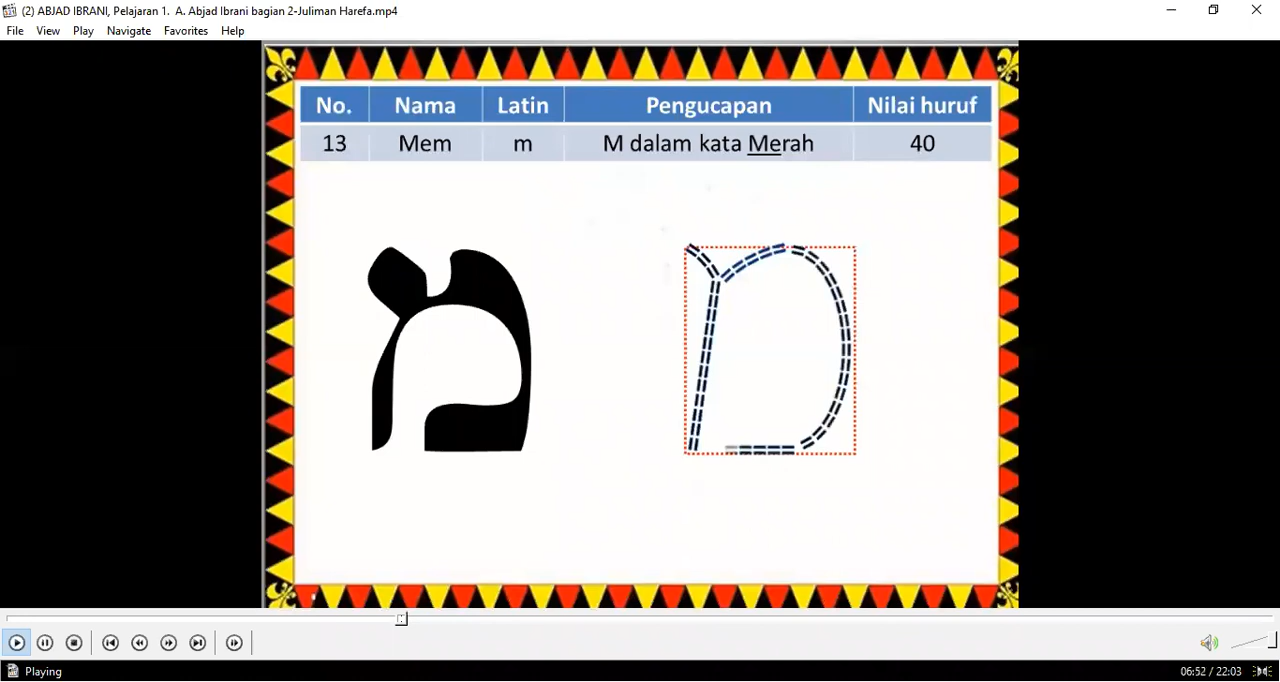 (2) ABJAD IBRANI, Pelajaran 1. A. Abjad Ibrani bagian 2-Juliman Harefa.mp4
File View Play Navigate Favorites Help
No. Nama Latin Pengucapan Nilai huruf
13 Mem m M dalam kata Merah 40
מ מ
Playing 06:52 / 22:03